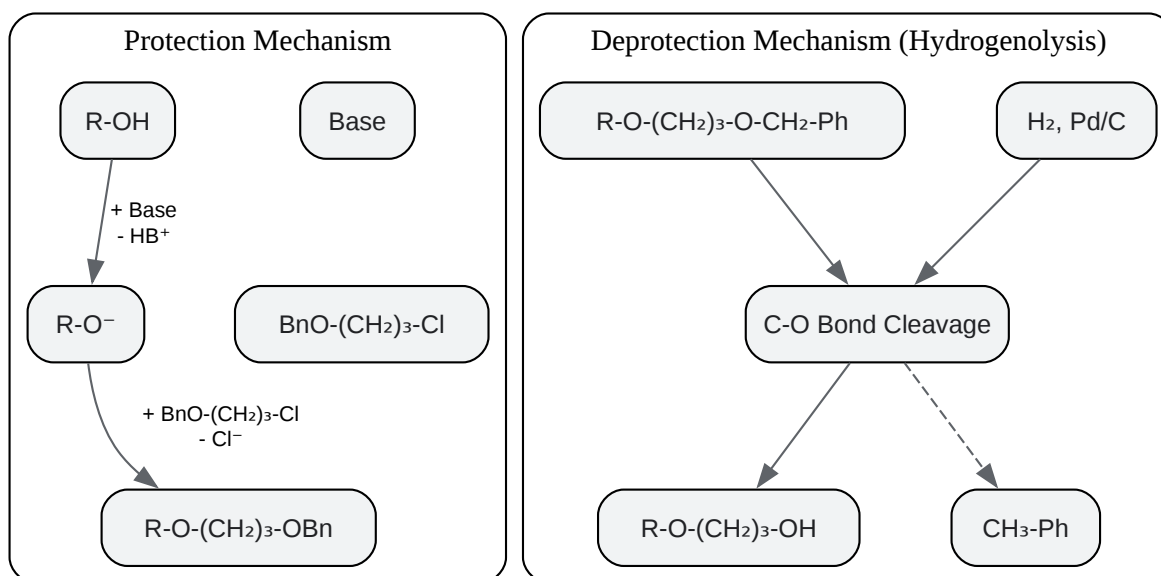 Protection Mechanism
R-OH
Base
+ Base
- HB⁺
R-O⁻
BnO-(CH₂)₃-Cl
+ BnO-(CH₂)₃-Cl
- Cl⁻
R-O-(CH₂)₃-OBn
Deprotection Mechanism (Hydrogenolysis)
R-O-(CH₂)₃-O-CH₂-Ph
H₂, Pd/C
C-O Bond Cleavage
R-O-(CH₂)₃-OH
CH₃-Ph